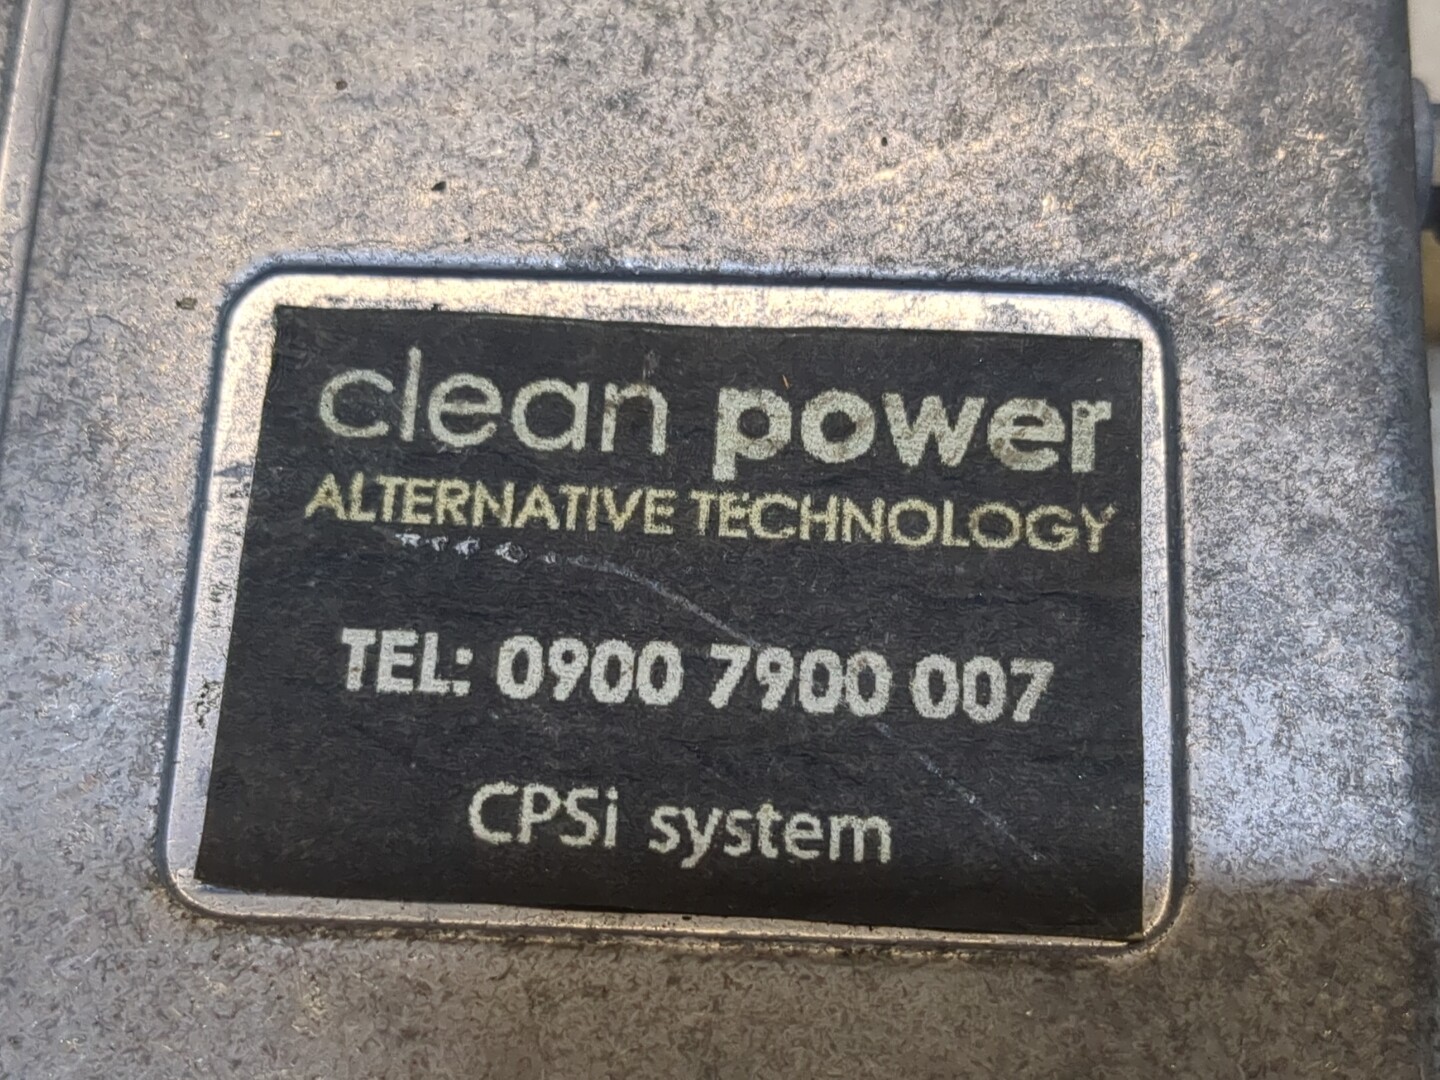 clean power
ALTERNATIVE TECHNOLOGY
TEL: 0900 7900 007
CPSi system